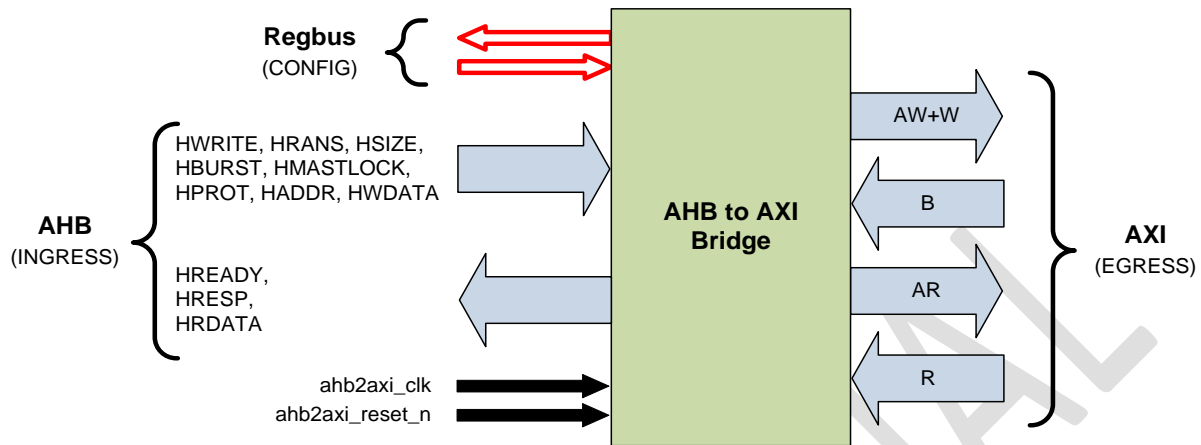 Regbus
(CONFIG)
HWRITE, HRANS, HSIZE,
HBURST, HMASTLOCK,
HPROT, HADDR, HWDATA
AHB
(INGRESS)
HREADY,
HRESP,
HRDATA
ahb2axi_clk
ahb2axi_reset_n
AHB to AXI
Bridge
AW+W
B
AR
R
AXI
(EGRESS)